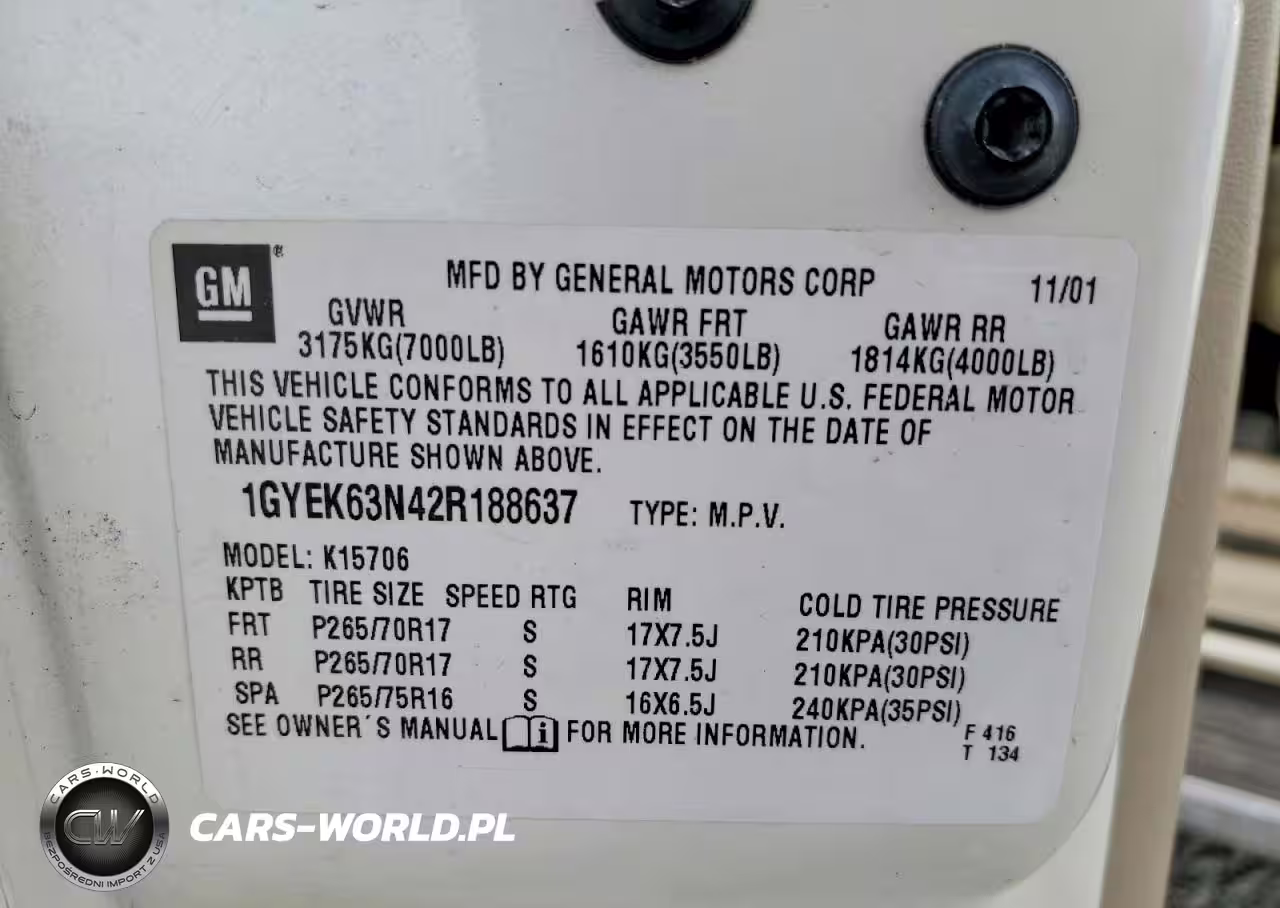 GM®
MFD BY GENERAL MOTORS CORP 11/01
GVWR GAWR FRT GAWR RR
3175KG(7000LB) 1610KG(3550LB) 1814KG(4000LB)
THIS VEHICLE CONFORMS TO ALL APPLICABLE U.S. FEDERAL MOTOR
VEHICLE SAFETY STANDARDS IN EFFECT ON THE DATE OF
MANUFACTURE SHOWN ABOVE.
1GYEK63N42R188637 TYPE: M.P.V.
MODEL: K15706
KPTB TIRE SIZE SPEED RTG RIM COLD TIRE PRESSURE
FRT P265/70R17 S 17X7.5J 210KPA(30PSI)
RR P265/70R17 S 17X7.5J 210KPA(30PSI)
SPA P265/75R16 S 16X6.5J 240KPA(35PSI)
SEE OWNER´S MANUAL i FOR MORE INFORMATION.
F 416
T 134
CARS-WORLD
CW
BEZPOŚREDNI IMPORT Z USA
CARS-WORLD.PL